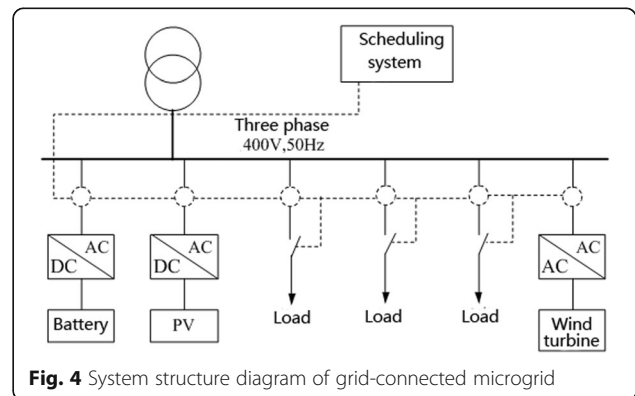 Scheduling
system
Three phase
400V,50Hz
AC
DC
AC
DC
AC
AC
Battery
PV
Load
Load
Load
Wind
turbine
Fig. 4 System structure diagram of grid-connected microgrid